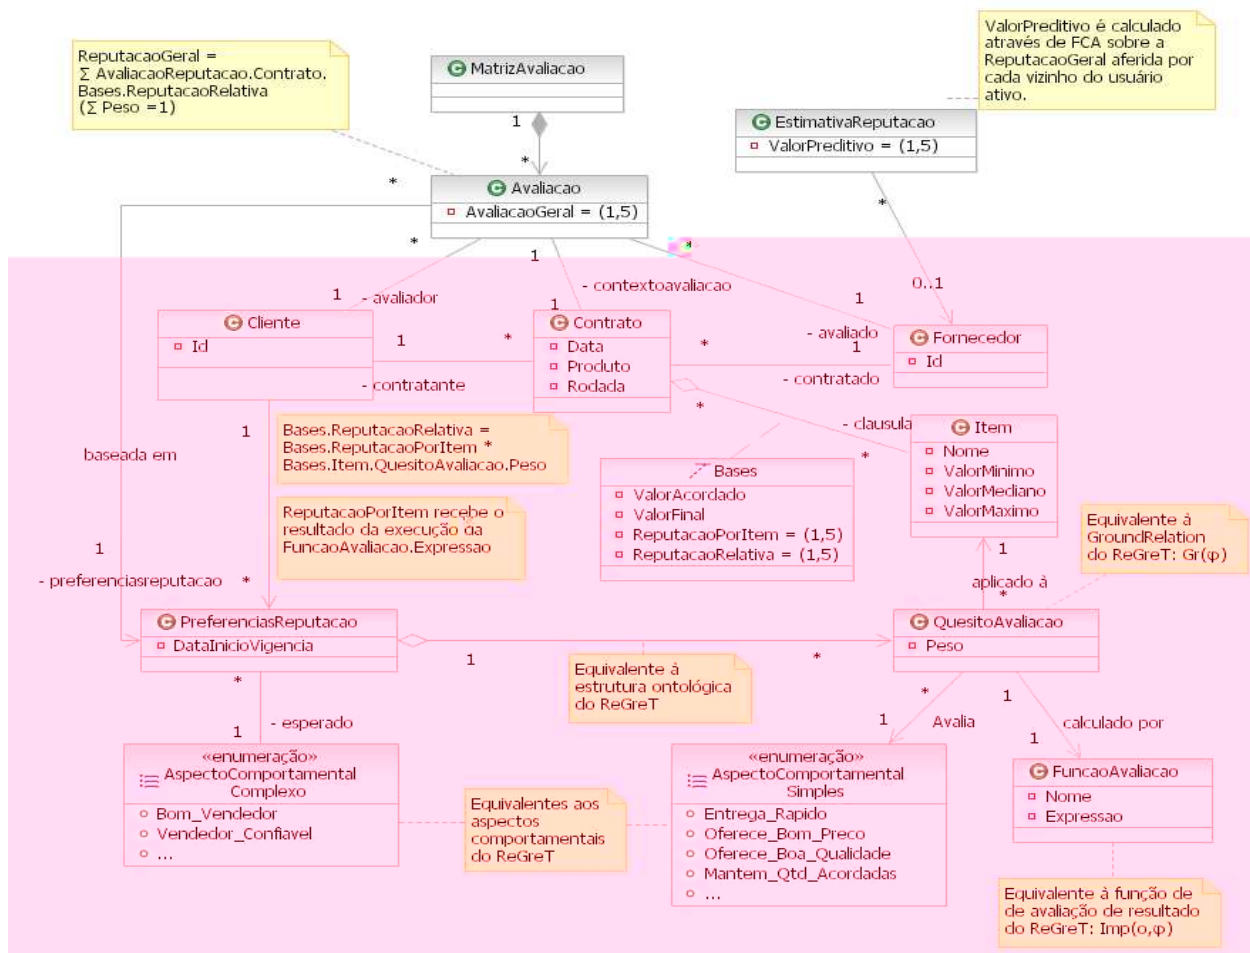 ReputacaoGeral =
∑ AvaliacaoReputacao.Contrato.
Bases.ReputacaoRelativa
(∑ Peso =1)
MatrizAvaliacao
ValorPreditivo é calculado
através de FCA sobre a
ReputacaoGeral aferida por
cada vizinho do usuário
ativo.
EstimativaReputacao
ValorPreditivo = (1,5)
1
*
*
Avaliacao
AvaliacaoGeral = (1,5)
*
*
1
*
1
- avaliador
- contextoavaliacao
1
1
0..1
Cliente
Id
1
*
- contratante
Contrato
Data
Produto
Rodada
- avaliado
*
1
- contratado
Fornecedor
Id
*
- clausula
*
1
Bases.ReputacaoRelativa =
Bases.ReputacaoPorItem *
Bases.Item.QuesitoAvaliacao.Peso
baseada em
Bases
ValorAcordado
ValorFinal
ReputacaoPorItem = (1,5)
ReputacaoRelativa = (1,5)
Item
Nome
ValorMinimo
ValorMediano
ValorMaximo
ReputacaoPorItem recebe o
resultado da execução da
FuncaoAvaliacao.Expressao
Equivalente à
GroundRelation
do ReGreT: Gr(φ)
1
- preferenciasreputacao
*
1
aplicado à
*
PreferenciasReputacao
DataInicioVigencia
1
*
QuesitoAvaliacao
Peso
Equivalente à
estrutura ontológica
do ReGreT
*
- esperado
1
*
1
Avalia
1
calculado por
1
«enumeração»
AspectoComportamental
Complexo
Bom_Vendedor
Vendedor_Confiavel
...
Equivalentes aos
aspectos
comportamentais
do ReGreT
«enumeração»
AspectoComportamental
Simples
Entrega_Rapido
Oferece_Bom_Preco
Oferece_Boa_Qualidade
Mantem_Qtd_Acordadas
...
FuncaoAvaliacao
Nome
Expressao
Equivalente à função de
de avaliação de resultado
do ReGreT: Imp(o,φ)